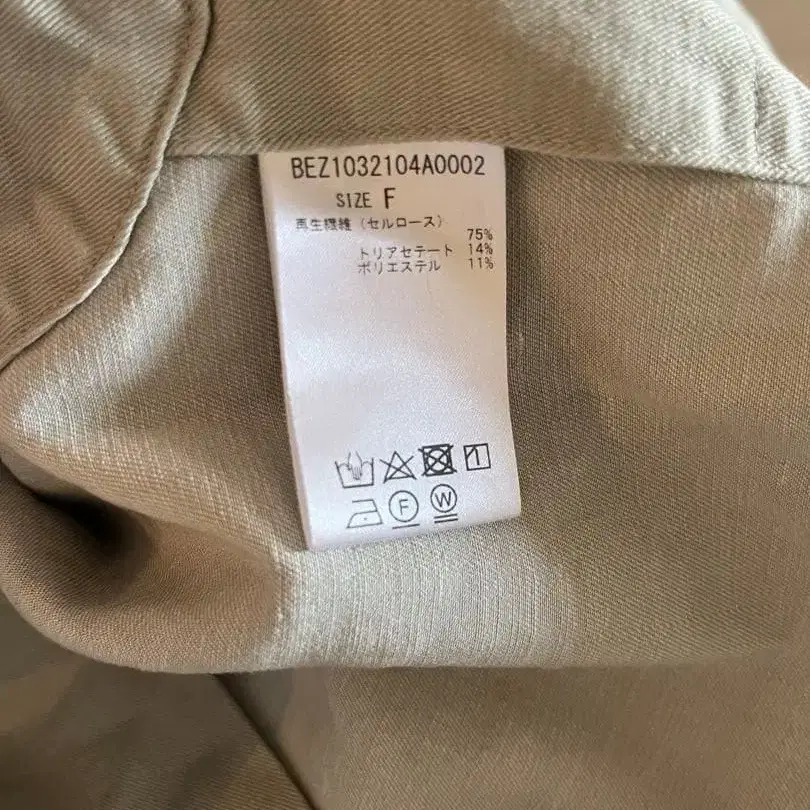 BEZ1032104A0002
SIZE F
再生繊維(セルロース)
75%
トリアセテート 14%
ポリエステル 11%
F W